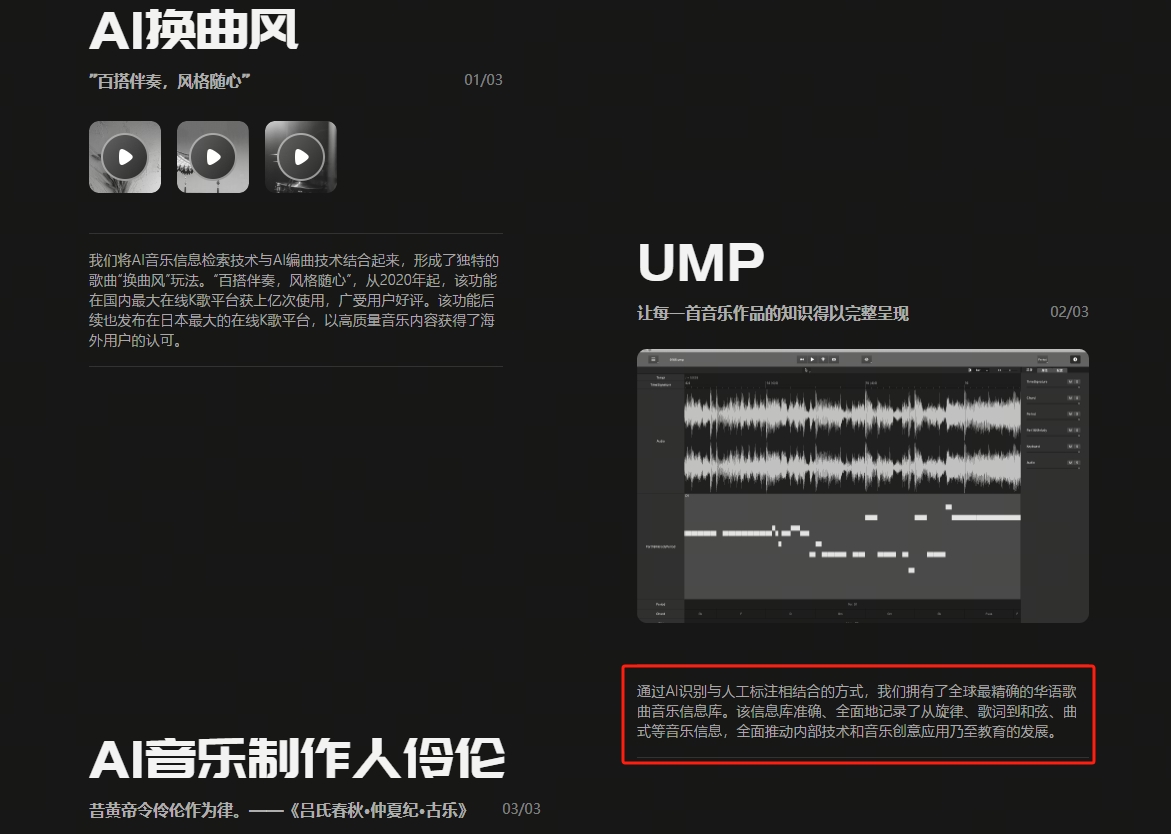 AI换曲风
”百搭伴奏，风格随心”
01/03
我们将AI音乐信息检索技术与AI编曲技术结合起来，形成了独特的
歌曲“换曲风”玩法。“百搭伴奏，风格随心”，从2020年起，该功能
在国内最大在线K歌平台获上亿次使用，广受用户好评。该功能后
续也发布在日本最大的在线K歌平台，以高质量音乐内容获得了海
外用户的认可。
UMP
让每一首音乐作品的知识得以完整呈现
02/03
Audio
通过AI识别与人工标注相结合的方式，我们拥有了全球最精确的华语歌
曲音乐信息库。该信息库准确、全面地记录了从旋律、歌词到和弦、曲
式等音乐信息，全面推动内部技术和音乐创意应用乃至教育的发展。
AI音乐制作人伶伦
昔黄帝令伶伦作为律。——《吕氏春秋•仲夏纪•古乐》
03/03